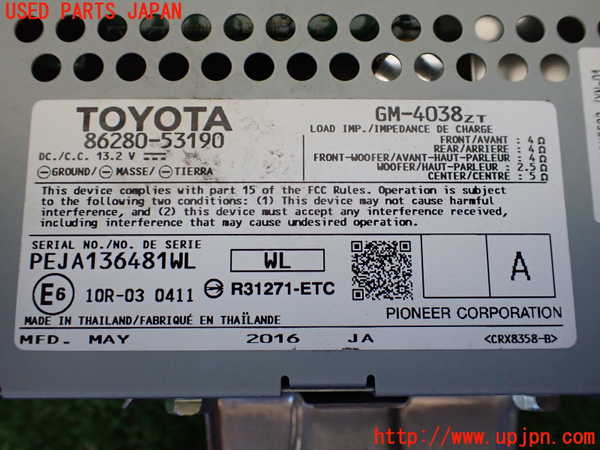 USED PARTS JAPAN
TOYOTA
86280-53190
DC./C.C. 13.2 V
GROUND/ MASSE/ TIERRA
GM-4038ZT
LOAD IMP./IMPEDANCE DE CHARGE
FRONT/AVANT : 4Ω
REAR/ARRIERE : 4Ω
FRONT-WOOFER/AVANT-HAUT-PARLEUR : 4Ω
WOOFER/HAUT-PARLEUR : 2.5Ω
CENTER/CENTRE : 5Ω
This device complies with part 15 of the FCC Rules. Operation is subject
to the following two conditions: (1) This device may not cause harmful
interference, and (2) this device must accept any interference received,
including interference that may cause undesired operation.
SERIAL NO./NO. DE SERIE
PEJA136481WL
WL
A
E6
10R-03 0411
R31271-ETC
MADE IN THAILAND/FABRIQUÉ EN THAÏLANDE
PIONEER CORPORATION
MFD. MAY 2016 JA
<CRX8358-B>
http://www.upjpn.com/